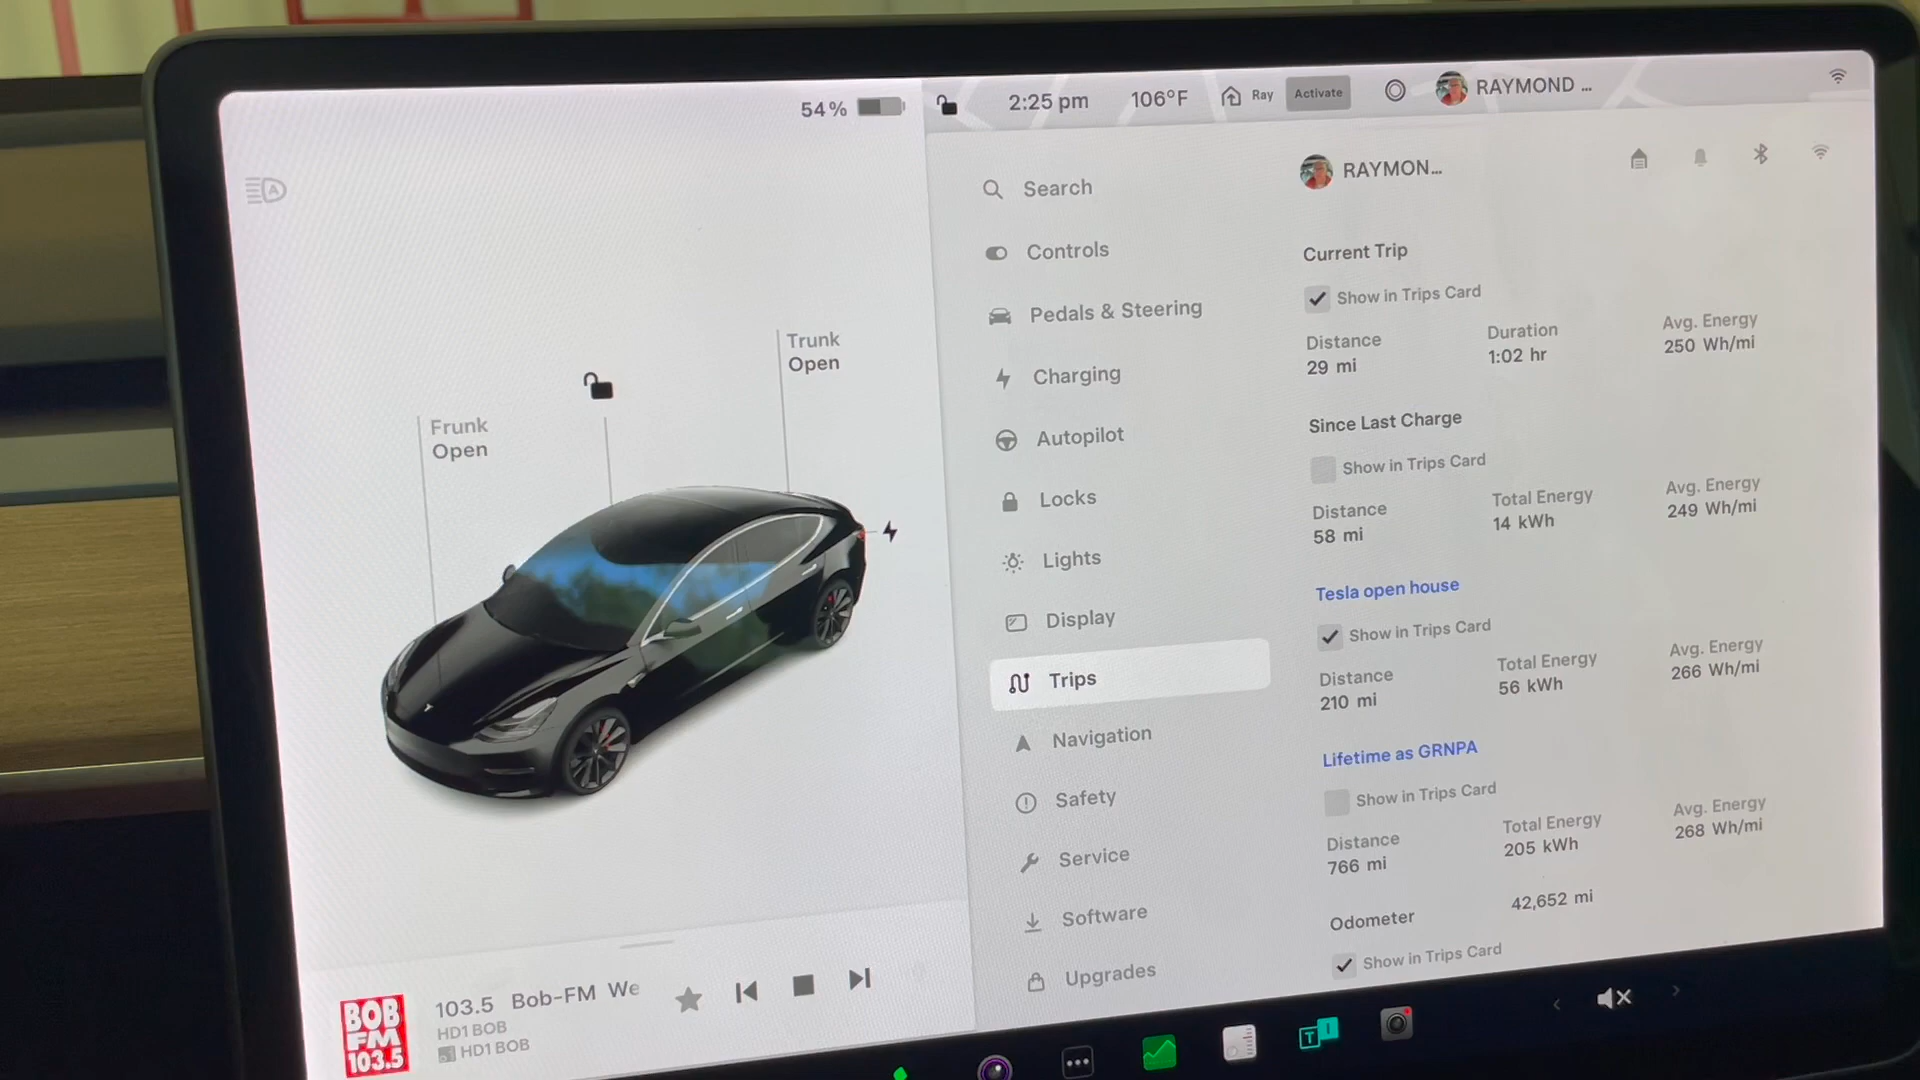 54%
2:25 pm
106°F
Ray
Activate
RAYMOND ...
A
Frunk
Open
Trunk
Open
Search
Controls
Pedals & Steering
Charging
Autopilot
Locks
Lights
Display
Trips
Navigation
Safety
Service
Software
Upgrades
RAYMON...
Current Trip
Show in Trips Card
Distance
29 mi
Duration
1:02 hr
Avg. Energy
250 Wh/mi
Since Last Charge
Show in Trips Card
Distance
58 mi
Total Energy
14 kWh
Avg. Energy
249 Wh/mi
Tesla open house
Show in Trips Card
Distance
210 mi
Total Energy
56 kWh
Avg. Energy
266 Wh/mi
Lifetime as GRNPA
Show in Trips Card
Distance
766 mi
Total Energy
205 kWh
Avg. Energy
268 Wh/mi
Odometer
42,652 mi
Show in Trips Card
BOB
FM
103.5
103.5 Bob-FM We
HD1 BOB
HD1 BOB
T I